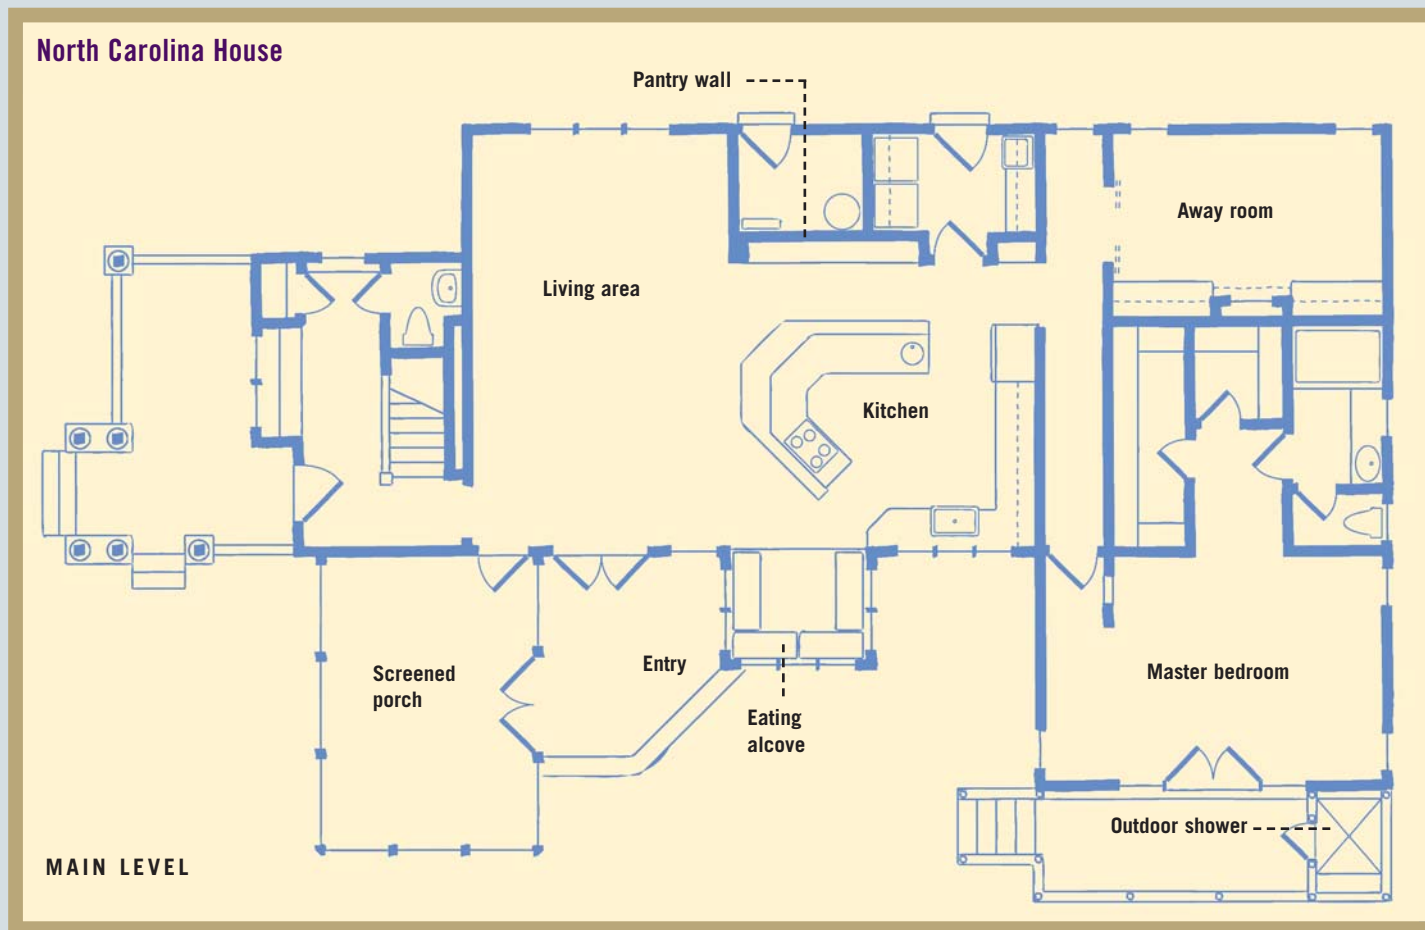 North Carolina House
Pantry wall
Away room
Living area
Kitchen
Screened
porch
Entry
Master bedroom
Eating
alcove
Outdoor shower
MAIN LEVEL